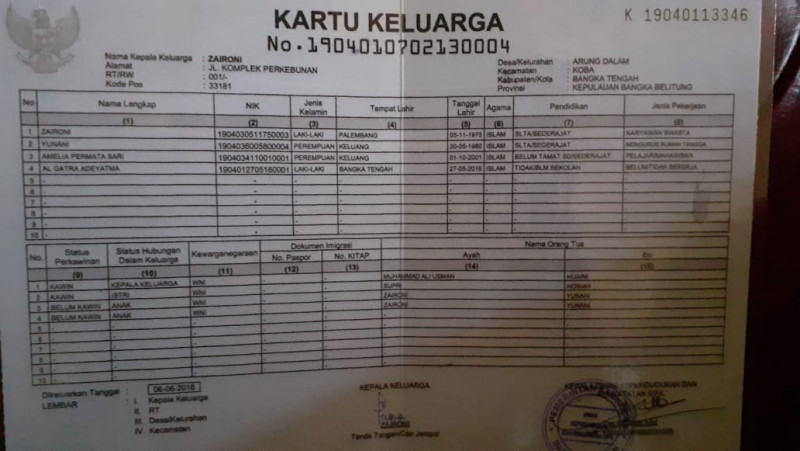 KARTU KELUARGA
No.1904010702130004
K 19040113346
Nama Kepala Keluarga : ZAIRONI
Alamat : JL. KOMPLEK PERKEBUNAN
RT/RW : 001/-
Kode Pos : 33181
Desa/Kelurahan : ARUNG DALAM
Kecamatan : KOBA
Kabupaten/Kota : BANGKA TENGAH
Provinsi : KEPULAUAN BANGKA BELITUNG
No Nama Lengkap NIK Jenis Kelamin Tempat Lahir Tanggal Lahir Agama Pendidikan Jenis Pekerjaan
(1) (2) (3) (4) (5) (6) (7) (8)
1 ZAIRONI 1904030511750003 LAKI-LAKI PALEMBANG 05-11-1975 ISLAM SLTA/SEDERAJAT KARYAWAN SWASTA
2 YUNANI 1904036005800004 PEREMPUAN KELUANG 20-05-1980 ISLAM SLTA/SEDERAJAT MENGURUS RUMAH TANGGA
3 AMELIA PERMATA SARI 1904034110010001 PEREMPUAN KELUANG 01-10-2001 ISLAM BELUM TAMAT SD/SEDERAJAT PELAJAR/MAHASISWA
4 AL GATRA ADEYATMA 1904012705160001 LAKI-LAKI BANGKA TENGAH 27-05-2016 ISLAM TIDAK/BLM SEKOLAH BELUM/TIDAK BEKERJA
5 - - - - - - - -
6 - - - - - - - -
7 - - - - - - - -
8 - - - - - - - -
9 - - - - - - - -
10 - - - - - - - -
No. Status Perkawinan Status Hubungan Dalam Keluarga Kewarganegaraan Dokumen Imigrasi Nama Orang Tua
No. Paspor No. KITAP Ayah Ibu
(9) (10) (11) (12) (13) (14) (15)
1 KAWIN KEPALA KELUARGA WNI MUHAMMAD ALI USMAN
2 KAWIN ISTRI WNI SUPRI
3 BELUM KAWIN ANAK WNI ZAIRONI YUNANI
4 BELUM KAWIN ANAK WNI ZAIRONI YUNANI
5
6
7
8
9
10
Dikeluarkan Tanggal : 06-06-2016
LEMBAR : I. Kepala Keluarga
II. RT
III. Desa/Kelurahan
IV. Kecamatan
KEPALA KELUARGA
ZAIRONI
Tanda Tangan/Cap Jempol
KEPENDUDUKAN DAN
SIPIL